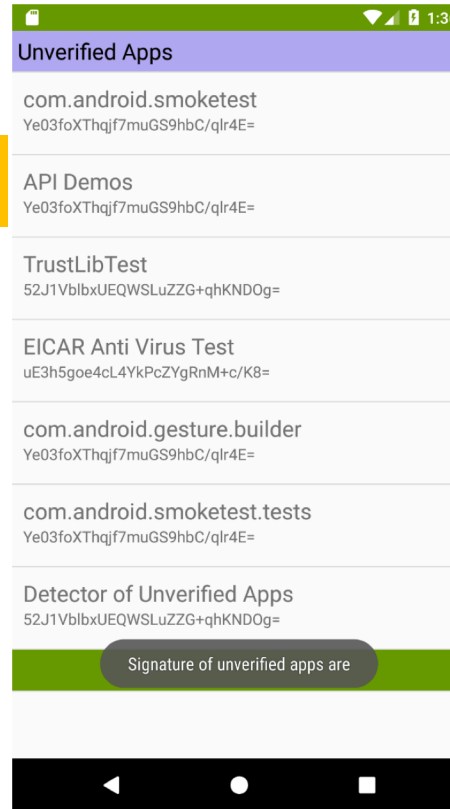 1:3
Unverified Apps
com.android.smoketest
Ye03foXThqjf7muGS9hbC/qlr4E=
API Demos
Ye03foXThqjf7muGS9hbC/qlr4E=
TrustLibTest
52J1VblbxUEQWSLuZZG+qhKNDOg=
EICAR Anti Virus Test
uE3h5goe4cL4YkPcZYgRnM+c/K8=
com.android.gesture.builder
Ye03foXThqjf7muGS9hbC/qlr4E=
com.android.smoketest.tests
Ye03foXThqjf7muGS9hbC/qlr4E=
Detector of Unverified Apps
52J1VblbxUEQWSLuZZG+qhKNDOg=
Signature of unverified apps are